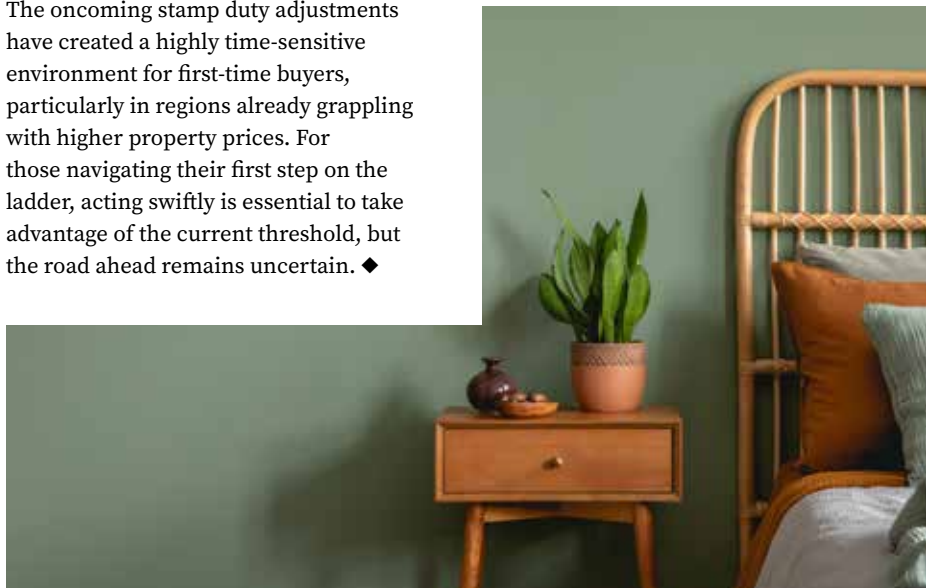 The oncoming stamp duty adjustments
have created a highly time-sensitive
environment for first-time buyers,
particularly in regions already grappling
with higher property prices. For
those navigating their first step on the
ladder, acting swiftly is essential to take
advantage of the current threshold, but
the road ahead remains uncertain. ◆